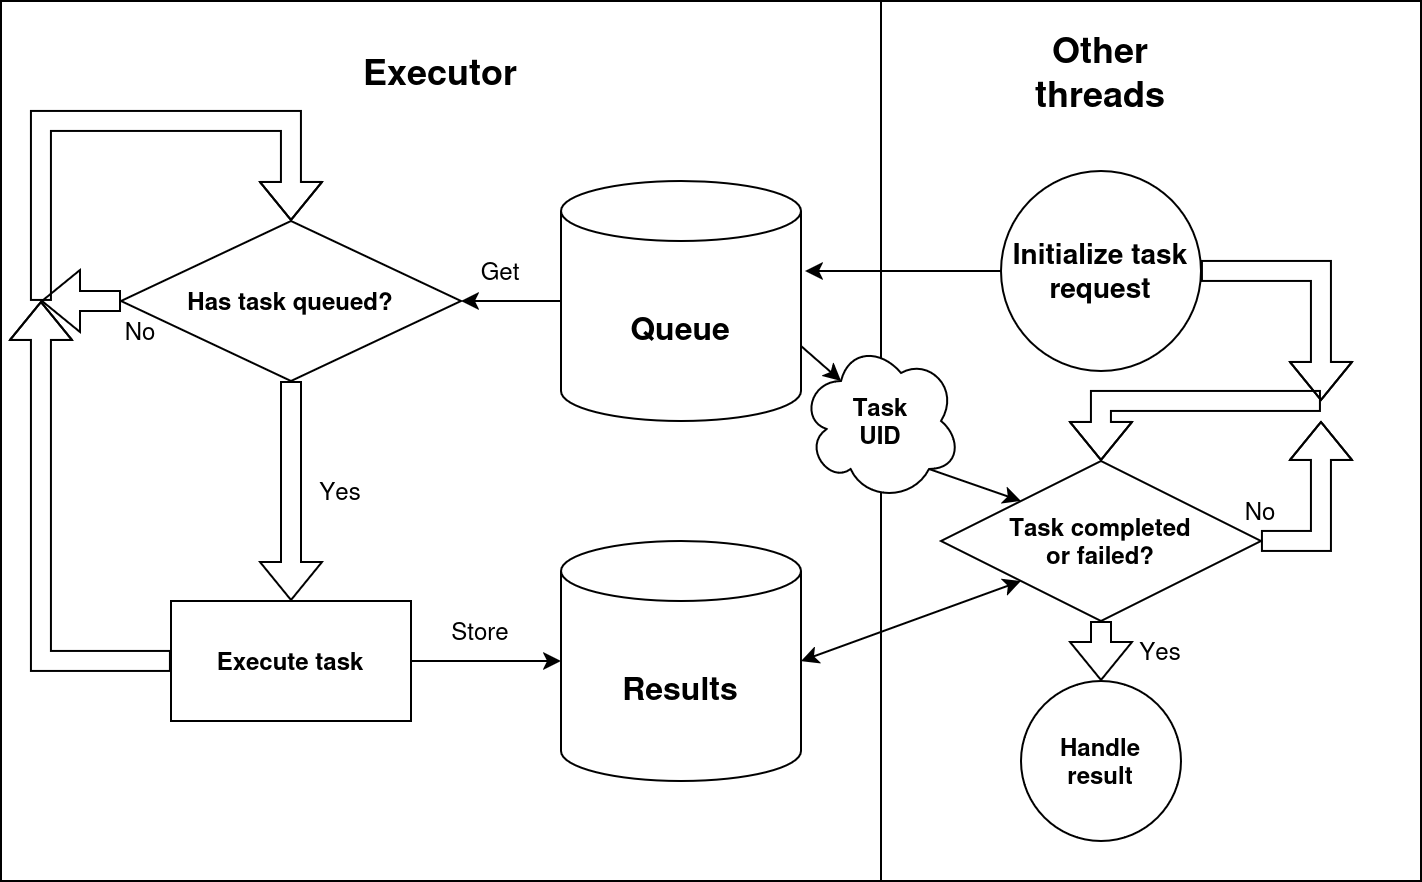 Executor
Other
threads
Initialize task
request
Get
Has task queued?
No
Queue
Task
UID
Yes
No
Task completed
or failed?
Store
Execute task
Results
Yes
Handle
result